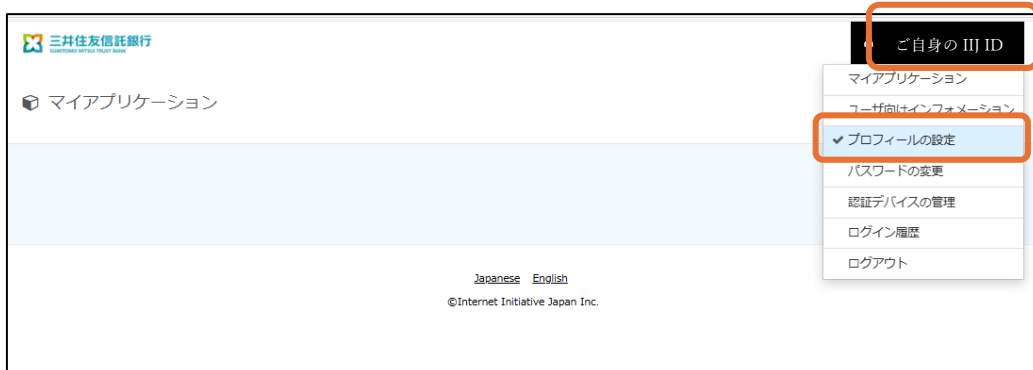 三井住友信託銀行
SUMITOMO MITSUI TRUST BANK
ご自身の IIJ ID
マイアプリケーション
マイアプリケーション
ユーザ向けインフォメーション
プロフィールの設定
パスワードの変更
認証デバイスの管理
ログイン履歴
ログアウト
Japanese English
©Internet Initiative Japan Inc.